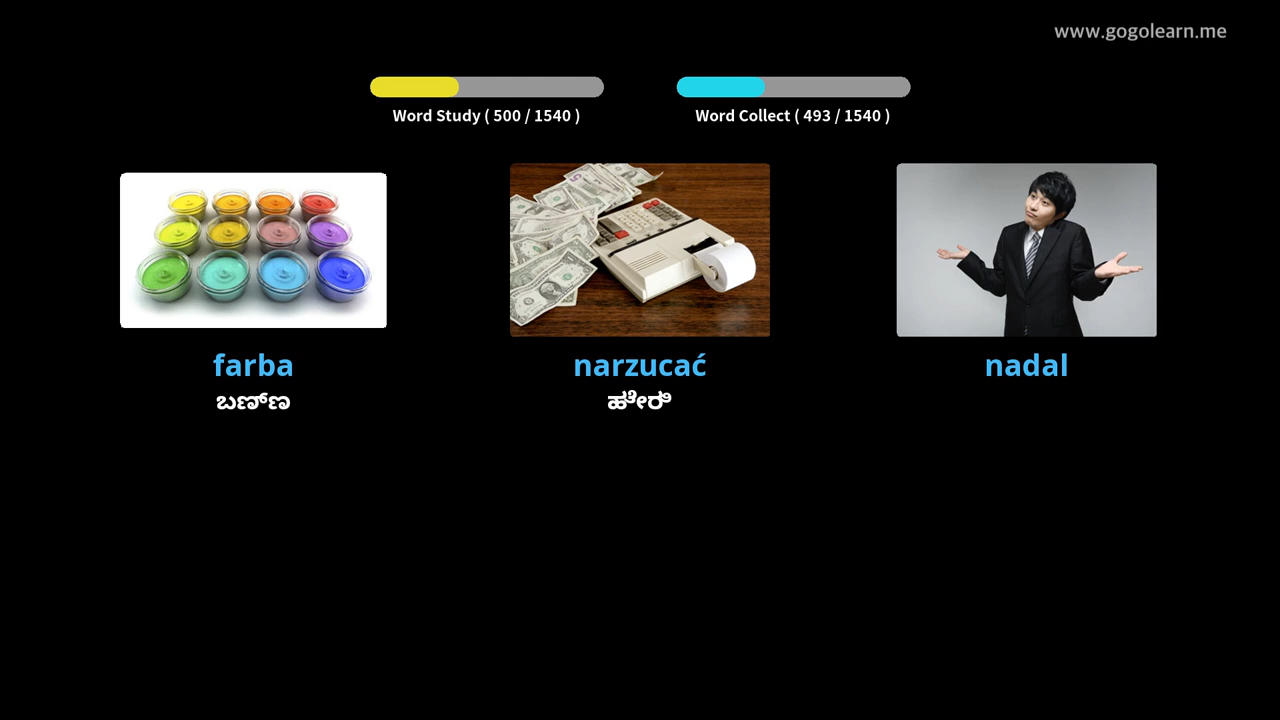 www.gogolearn.me
Word Study ( 500 / 1540 )
Word Collect ( 493 / 1540 )
farba
narzucać
nadal
ಬಣ್ಣ
ಹೇರಿ